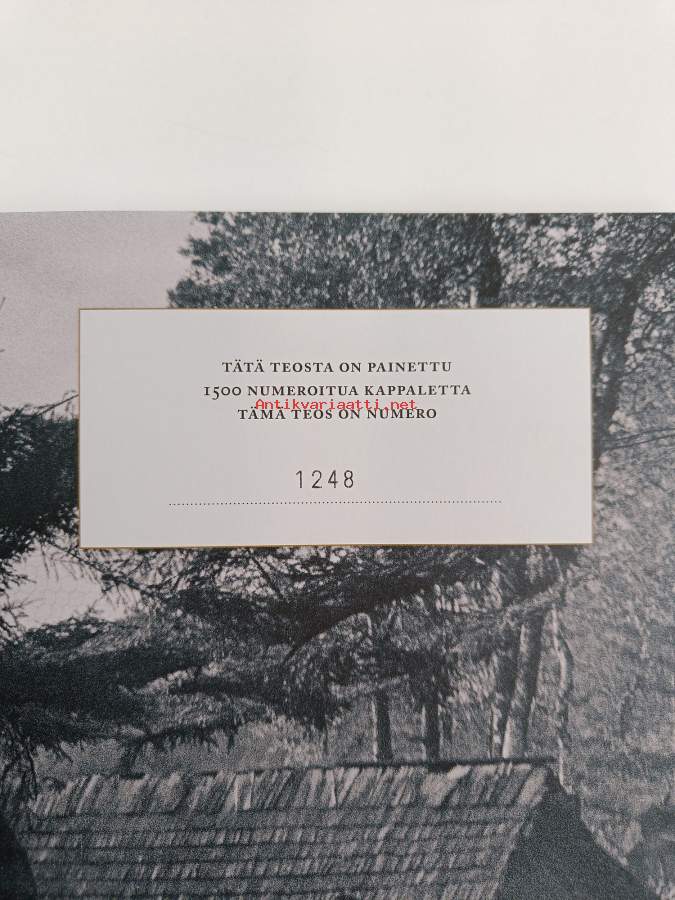 TÄTÄ TEOSTA ON PAINETTU
1500 NUMEROITUA KAPPALETTA
Antikvariaatti.net
TÄMÄ TEOS ON NUMERO
1248